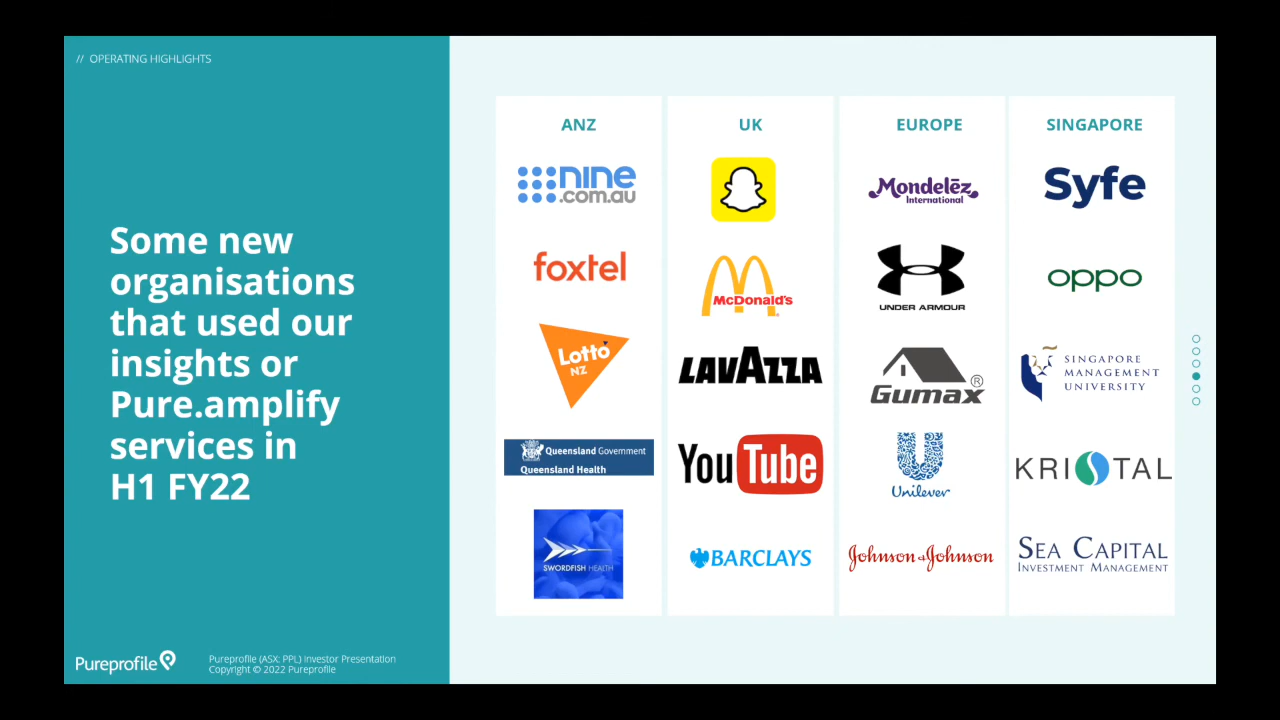 // OPERATING HIGHLIGHTS
Some new
organisations
that used our
insights or
Pure.amplify
services in
H1 FY22
Pureprofile
Pureprofile (ASX: PPL) Investor Presentation
Copyright © 2022 Pureprofile
ANZ
nine
.com.au
foxtel
Lotto
NZ
Queensland Government
Queensland Health
SWORDFISH HEALTH
UK
McDonald's
LAVAZZA
YouTube
BARCLAYS
EUROPE
Mondelēz
International
UNDER ARMOUR
Gumax®
Unilever
Johnson & Johnson
SINGAPORE
Syfe
oppo
SINGAPORE
MANAGEMENT
UNIVERSITY
KRISTAL
SEA CAPITAL
INVESTMENT MANAGEMENT